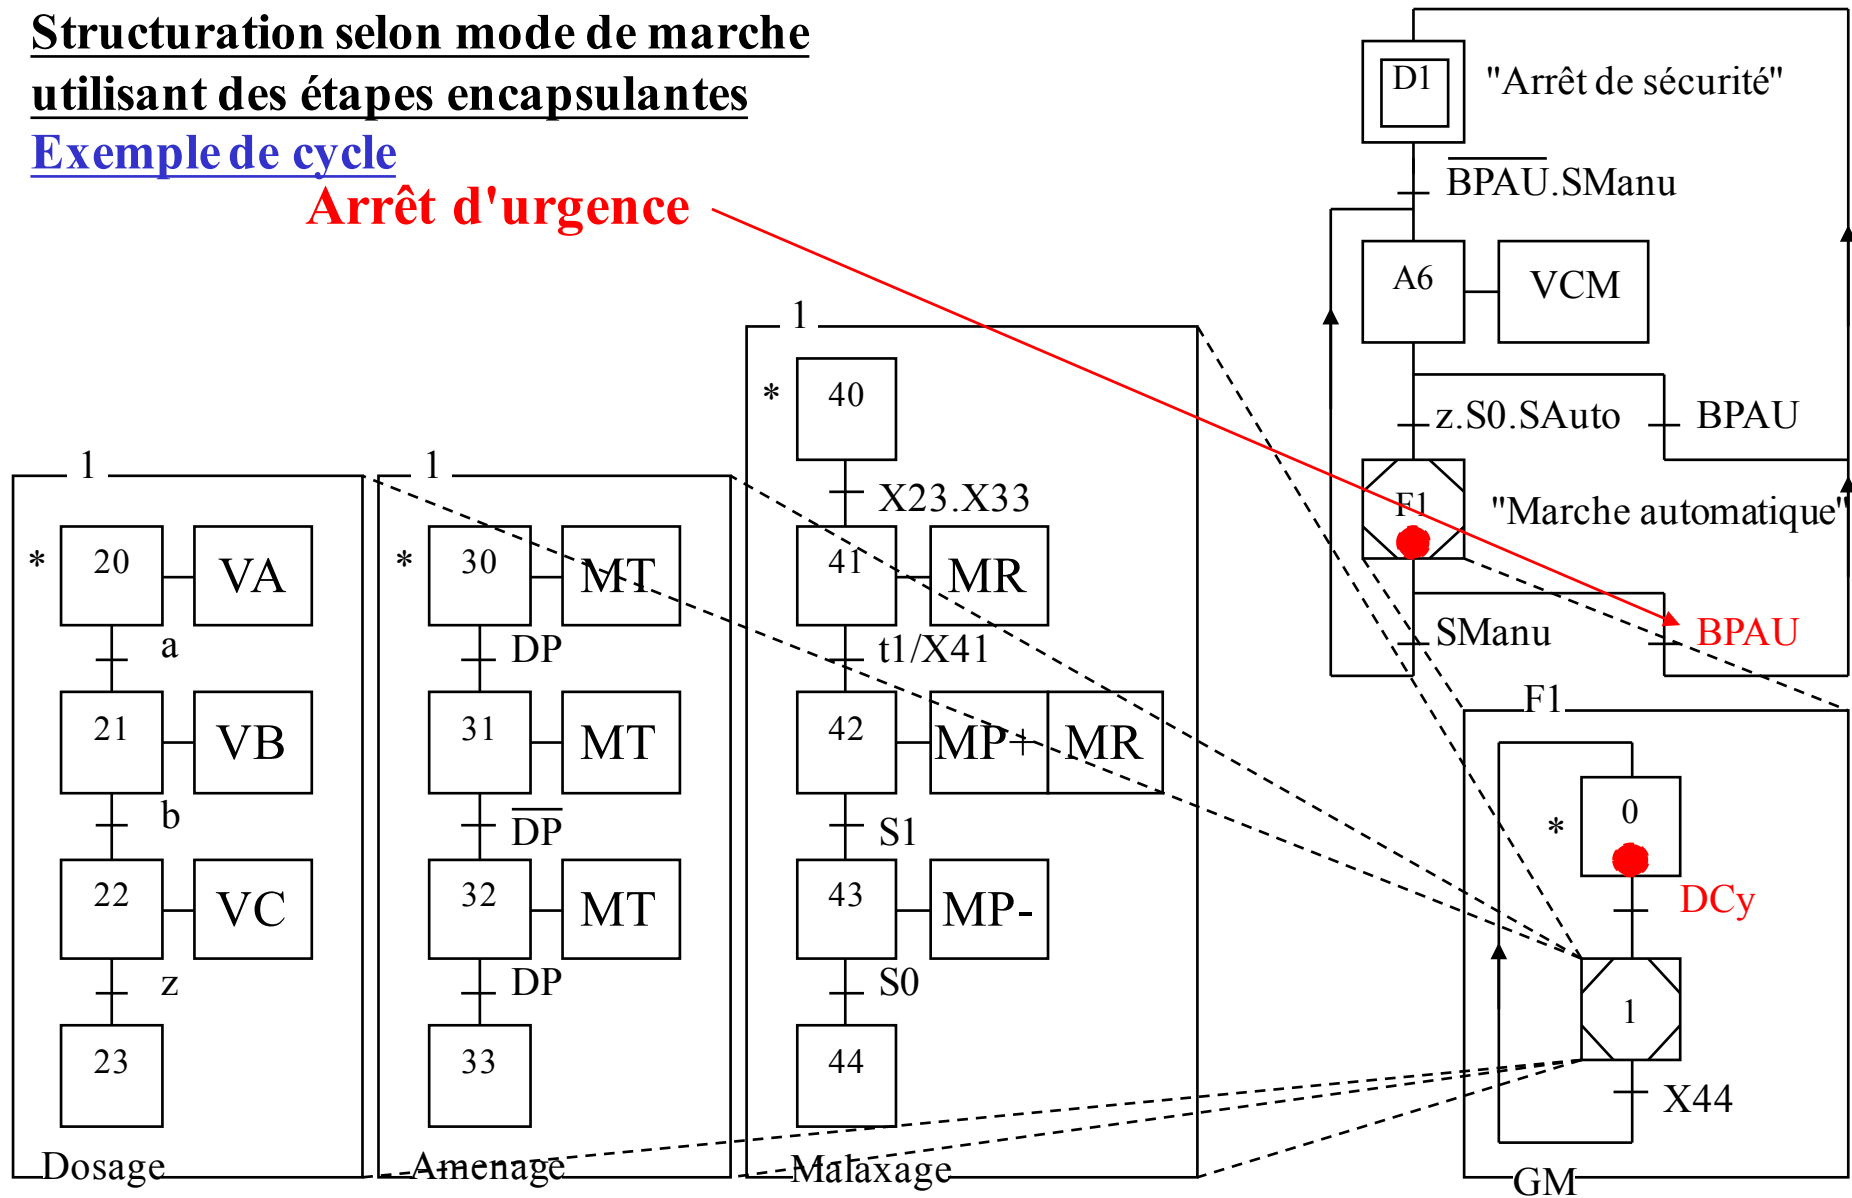 Structuration selon mode de marche
utilisant des étapes encapsulantes
Exemple de cycle
Arrêt d'urgence
D1
"Arrêt de sécurité"
B̅P̅A̅U̅.SManu
A6
VCM
z.S0.SAuto
BPAU
F1
"Marche automatique"
SManu
BPAU
1
*
20
VA
a
21
VB
b
22
VC
z
23
Dosage
1
*
30
MT
DP
31
MT
D̅P̅
32
MT
DP
33
Amenage
1
*
40
X23.X33
41
MR
t1/X41
42
MP+
MR
S1
43
MP-
S0
44
Malaxage
F1
*
0
DCy
1
X44
GM